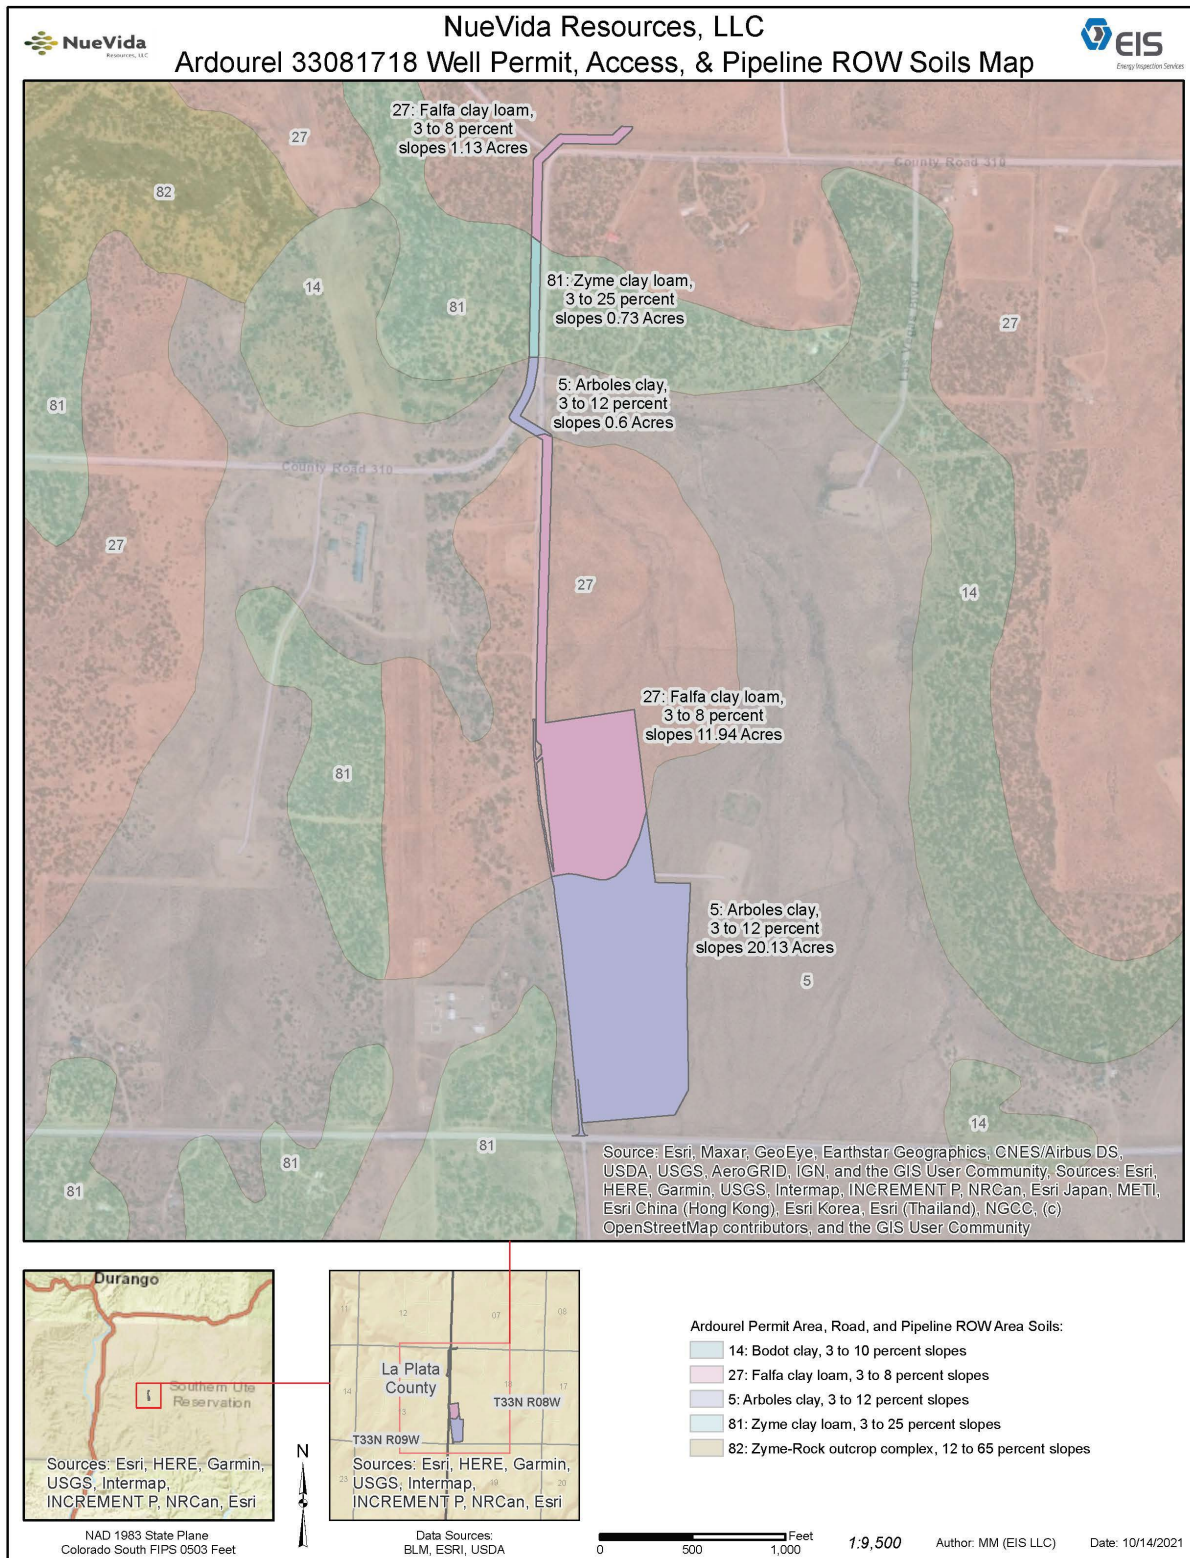 NueVida
Resources, LLC
NueVida Resources, LLC
Ardourel 33081718 Well Permit, Access, & Pipeline ROW Soils Map
EIS
Energy Inspection Services
27: Falfa clay loam,
3 to 8 percent
slopes 1.13 Acres
27
82
County Road 310
14
81
81: Zyme clay loam,
3 to 25 percent
slopes 0.73 Acres
27
81
5: Arboles clay,
3 to 12 percent
slopes 0.6 Acres
County Road 310
27
27
14
27: Falfa clay loam,
3 to 8 percent
slopes 11.94 Acres
81
5: Arboles clay,
3 to 12 percent
slopes 20.13 Acres
5
14
81
81
81
Source: Esri, Maxar, GeoEye, Earthstar Geographics, CNES/Airbus DS,
USDA, USGS, AeroGRID, IGN, and the GIS User Community, Sources: Esri,
HERE, Garmin, USGS, Intermap, INCREMENT P, NRCan, Esri Japan, METI,
Esri China (Hong Kong), Esri Korea, Esri (Thailand), NGCC, (c)
OpenStreetMap contributors, and the GIS User Community
Durango
Southern Ute
Reservation
Sources: Esri, HERE, Garmin,
USGS, Intermap,
INCREMENT P, NRCan, Esri
NAD 1983 State Plane
Colorado South FIPS 0503 Feet
N
11
12
07
08
La Plata
County
14
17
T33N R08W
T33N R09W
23
19
20
Sources: Esri, HERE, Garmin,
USGS, Intermap,
INCREMENT P, NRCan, Esri
Data Sources:
BLM, ESRI, USDA
Ardourel Permit Area, Road, and Pipeline ROW Area Soils:
14: Bodot clay, 3 to 10 percent slopes
27: Falfa clay loam, 3 to 8 percent slopes
5: Arboles clay, 3 to 12 percent slopes
81: Zyme clay loam, 3 to 25 percent slopes
82: Zyme-Rock outcrop complex, 12 to 65 percent slopes
Feet
0 500 1,000
1:9,500
Author: MM (EIS LLC)
Date: 10/14/2021